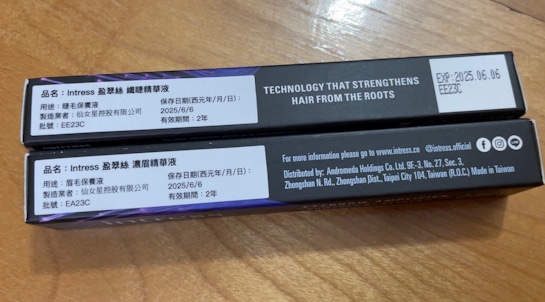 品名：Intress 盈翠絲 纖睫精華液
用途：睫毛保養液
製造業者：仙女星控股有限公司
批號：EE23C
保存日期(西元年/月/日)：
2025/6/6
有效期間：2年
TECHNOLOGY THAT STRENGTHENS
HAIR FROM THE ROOTS
EXP:2025.06.06
EE23C
品名：Intress 盈翠絲 濃眉精華液
用途：眉毛保養液
製造業者：仙女星控股有限公司
批號：EA23C
保存日期(西元年/月/日)：
2025/6/6
有效期間：2年
For more information please go to www.intress.co @intress.official
Distributed by: Andromeda Holdings Co. Ltd. 9E-3, No. 27, Sec. 3,
Zhongshan N. Rd., Zhongshan Dist., Taipei City 104, Taiwan (R.O.C.) Made in Taiwan